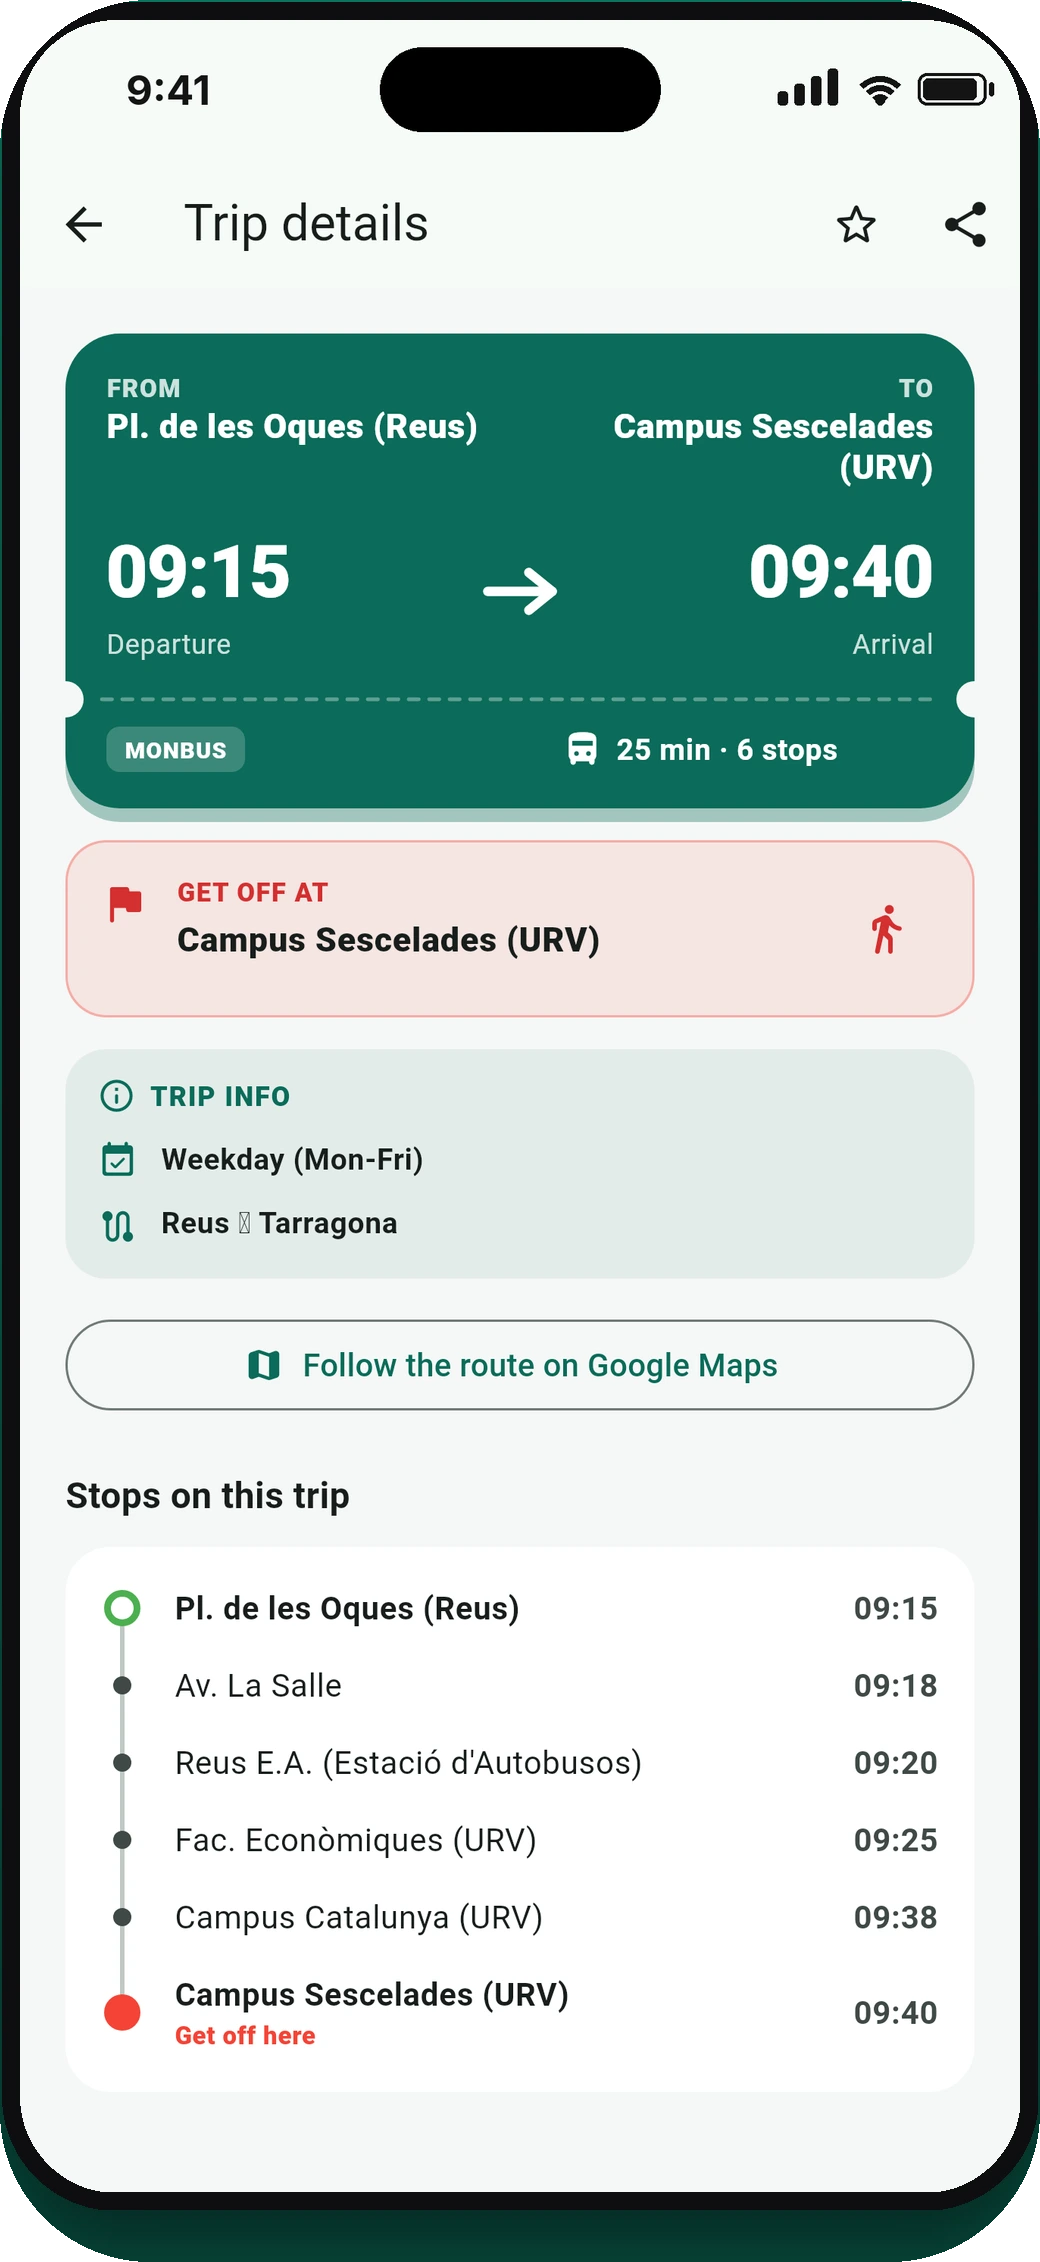 9:41
Trip details
FROM
TO
Pl. de les Oques (Reus)
Campus Sescelades
(URV)
09:15
09:40
Departure
Arrival
MONBUS
25 min · 6 stops
GET OFF AT
Campus Sescelades (URV)
TRIP INFO
Weekday (Mon-Fri)
Reus Tarragona
Follow the route on Google Maps
Stops on this trip
Pl. de les Oques (Reus) 09:15
Av. La Salle 09:18
Reus E.A. (Estació d'Autobusos) 09:20
Fac. Econòmiques (URV) 09:25
Campus Catalunya (URV) 09:38
Campus Sescelades (URV) 09:40
Get off here